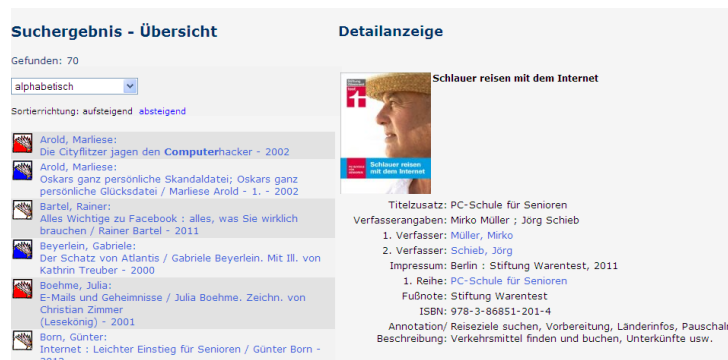 Suchergebnis - Übersicht
Gefunden: 70
alphabetisch
Sortierrichtung: aufsteigend absteigend
Arold, Marliese:
Die Cityflitzer jagen den Computerhacker - 2002
Arold, Marliese:
Oskars ganz persönliche Skandaldatei; Oskars ganz
persönliche Glücksdatei / Marliese Arold - 1. - 2002
Bartel, Rainer:
Alles Wichtige zu Facebook : alles, was Sie wirklich
brauchen / Rainer Bartel - 2011
Beyerlein, Gabriele:
Der Schatz von Atlantis / Gabriele Beyerlein. Mit Ill. von
Kathrin Treuber - 2000
Boehme, Julia:
E-Mails und Geheimnisse / Julia Boehme. Zeichn. von
Christian Zimmer
(Lesekönig) - 2001
Born, Günter:
Internet : Leichter Einstieg für Senioren / Günter Born -
Detailanzeige
Schlauer reisen mit dem Internet
Schlauer reisen
mit dem Internet
Titelzusatz: PC-Schule für Senioren
Verfasserangaben: Mirko Müller ; Jörg Schieb
1. Verfasser: Müller, Mirko
2. Verfasser: Schieb, Jörg
Impressum: Berlin : Stiftung Warentest, 2011
1. Reihe: PC-Schule für Senioren
Fußnote: Stiftung Warentest
ISBN: 978-3-86851-201-4
Annotation/ Reiseziele suchen, Vorbereitung, Länderinfos, Pauschal
Beschreibung: Verkehrsmittel finden und buchen, Unterkünfte usw.